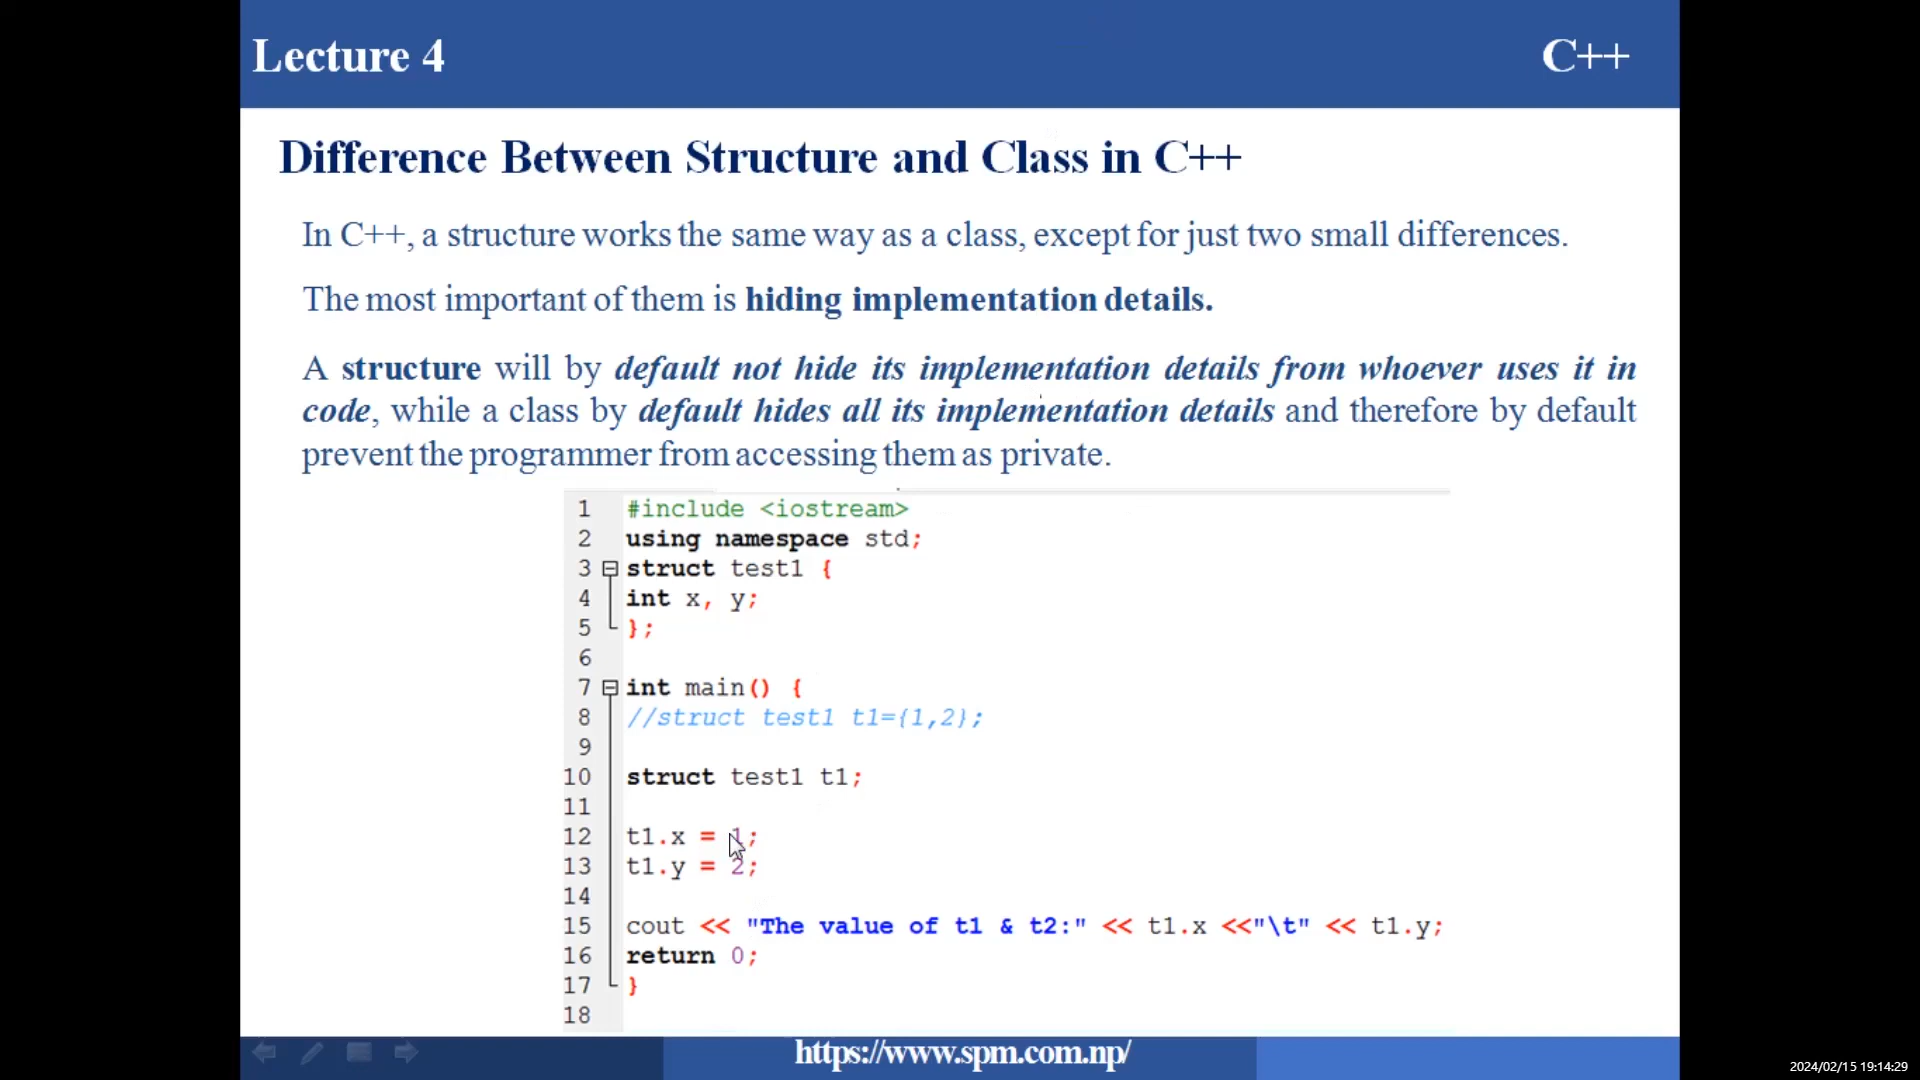 Lecture 4
C++
Difference Between Structure and Class in C++
In C++, a structure works the same way as a class, except for just two small differences.
The most important of them is hiding implementation details.
A structure will by default not hide its implementation details from whoever uses it in
code, while a class by default hides all its implementation details and therefore by default
prevent the programmer from accessing them as private.
1 #include <iostream>
2 using namespace std;
3 struct test1 {
4 int x, y;
5 };
6
7 int main() {
8 //struct test1 t1={1,2};
9
10 struct test1 t1;
11
12 t1.x = 1;
13 t1.y = 2;
14
15 cout << "The value of t1 & t2:" << t1.x <<"\t" << t1.y;
16 return 0;
17 }
18
https://www.spm.com.np/
2024/02/15 19:14:29